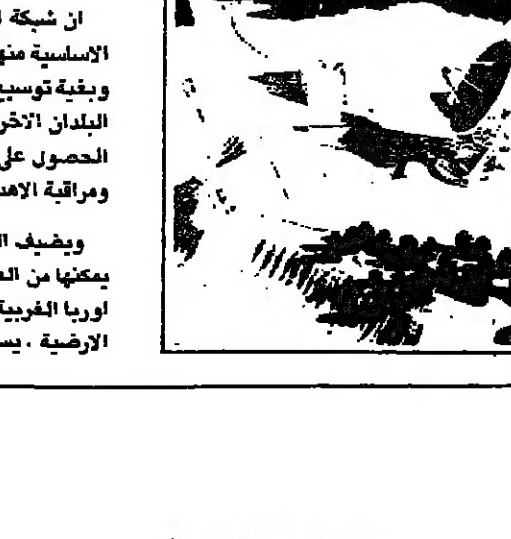 ان شبكة
الاساسية منه
وبغية توسيع
البلدان الاخر
الحصول على
ومراقبة الاهد
ويضيف ال
يمكنها من الع
اوربا الغربية
الارضية . يس